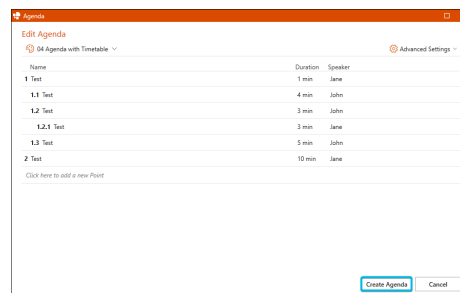 Agenda
Edit Agenda
04 Agenda with Timetable
Advanced Settings
Name Duration Speaker
1 Test 1 min Jane
1.1 Test 4 min John
1.2 Test 3 min John
1.2.1 Test 3 min Jane
1.3 Test 5 min John
2 Test 10 min Jane
Click here to add a new Point
Create Agenda Cancel